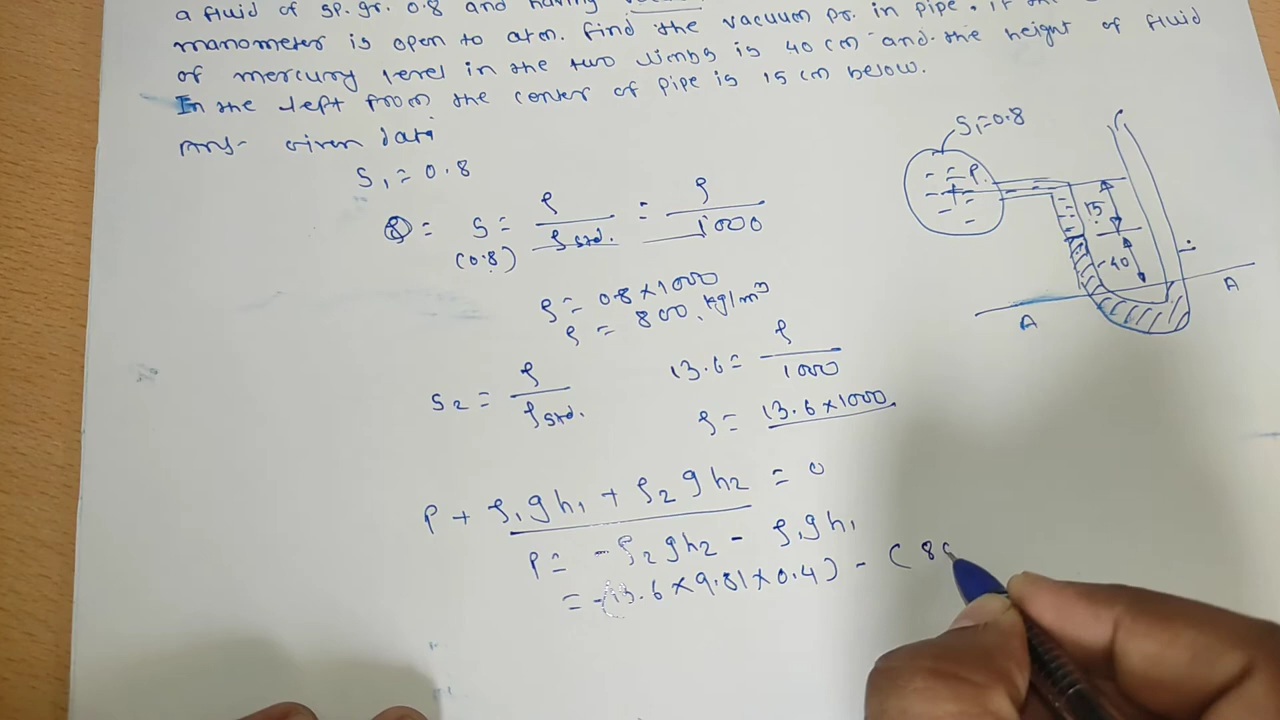 a fluid of sp.gr. 0.8 and having
manometer is open to atm. find the vacuum pr. in pipe. if the
of mercury level in the two limbs is 40 cm and the height of fluid
In the left from the center of pipe is 15 cm below.
Ans- Given data
S₁ = 0.8
S₁=0.8
P.
15
40
A
A
S = ρ/ρstd. = ρ/1000
(0.8)
ρ = 0.8×1000
ρ = 800. kg/m³
S₂ = ρ/ρstd. 13.6 = ρ/1000
ρ = 13.6×1000
P + ρ₁gh₁ + ρ₂gh₂ = 0
P = -ρ₂gh₂ - ρ₁gh₁
= -(13.6×9.81×0.4) - (80